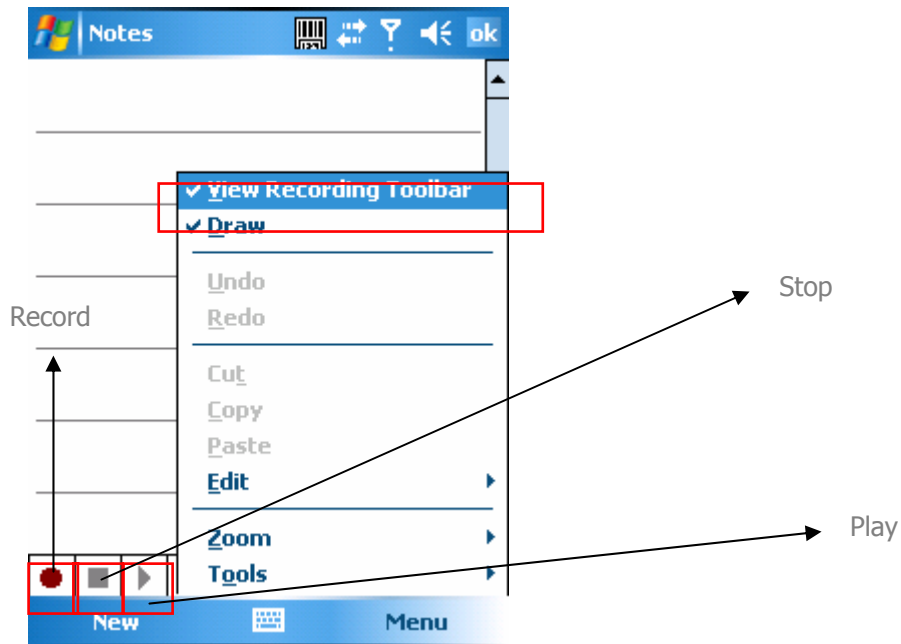 Notes
123
ok
View Recording Toolbar
Draw
Undo
Redo
Cut
Copy
Paste
Edit
Zoom
Tools
New
Menu
Record
Stop
Play